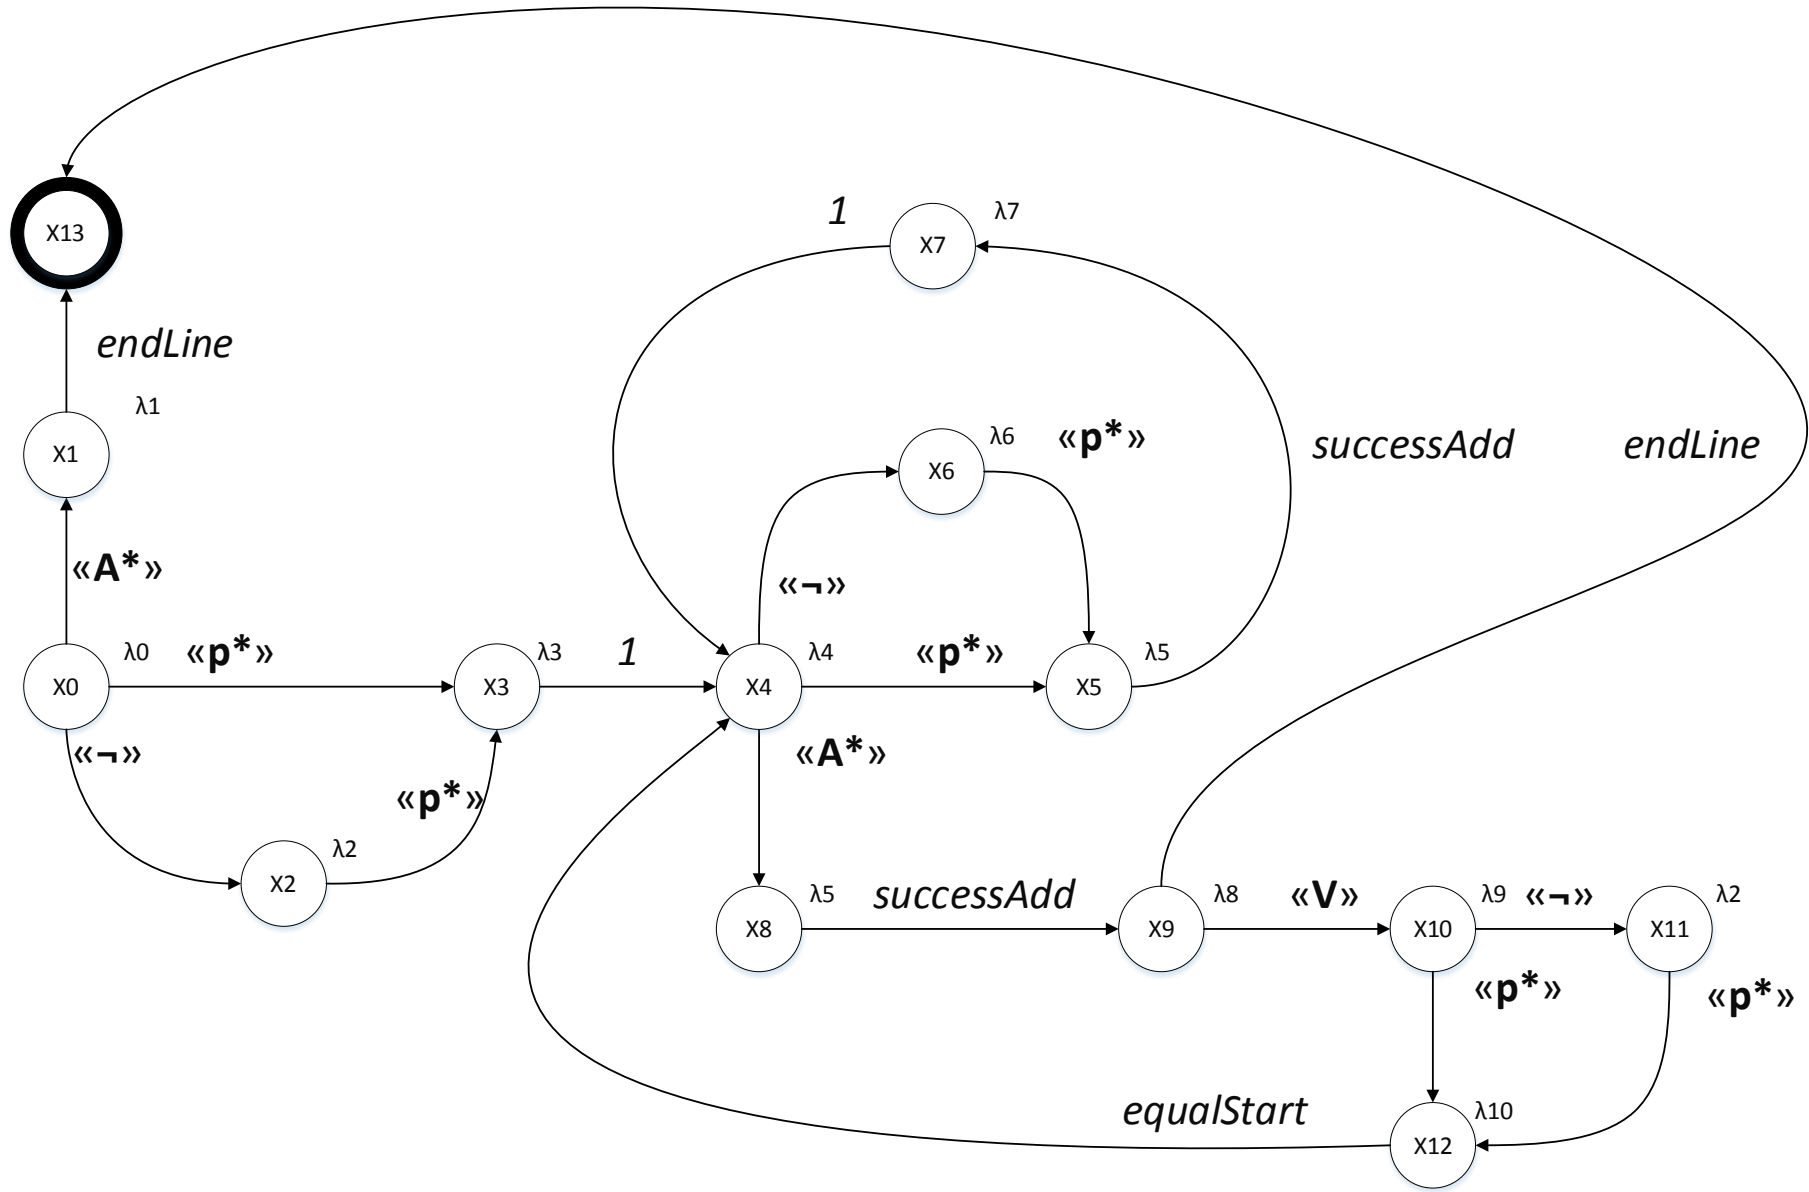 1
X7
λ7
X13
endLine
λ1
X1
X6
λ6
«p*»
successAdd
endLine
«A*»
«¬»
X0
λ0
«p*»
X3
λ3
1
X4
λ4
«p*»
X5
λ5
«¬»
«A*»
«p*»
X2
λ2
X8
λ5
successAdd
X9
λ8
«V»
X10
λ9
«¬»
X11
λ2
«p*»
«p*»
equalStart
X12
λ10